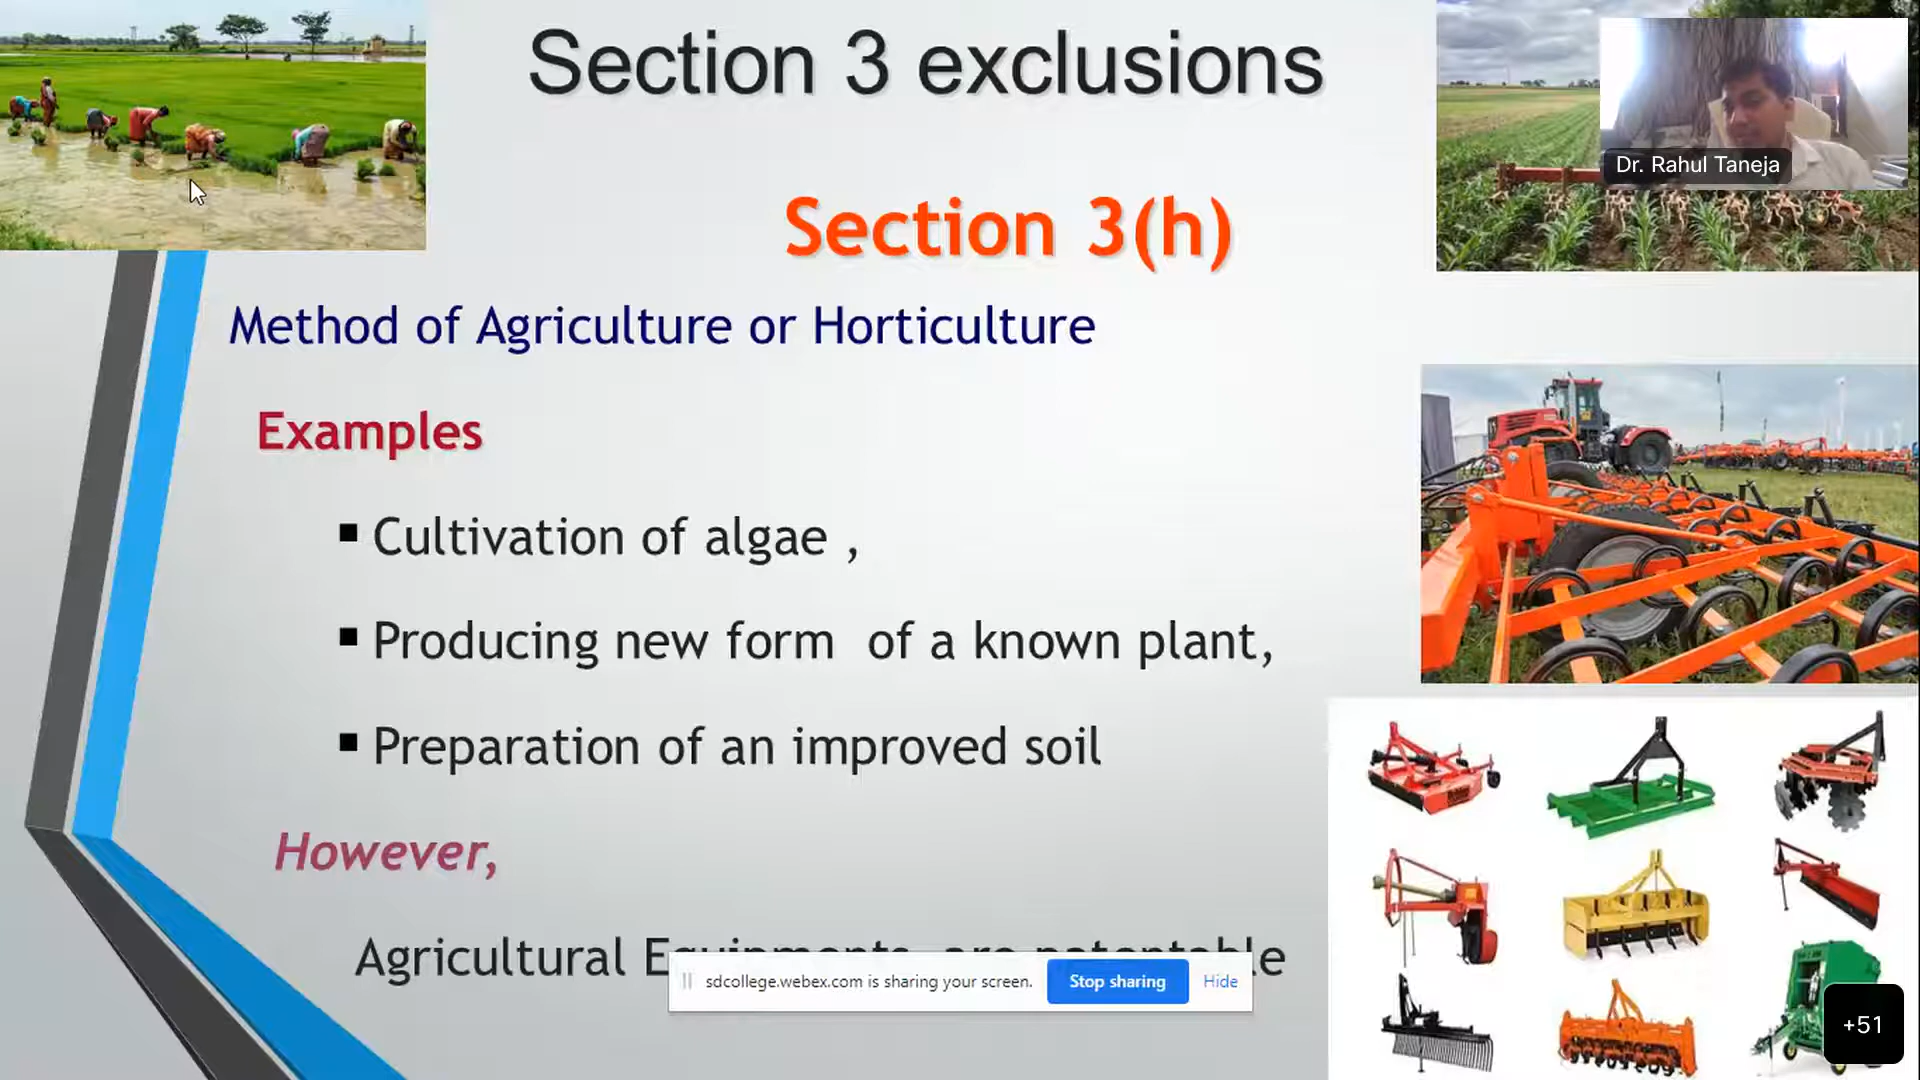 Section 3 exclusions
Dr. Rahul Taneja
Section 3(h)
Method of Agriculture or Horticulture
Examples
▪ Cultivation of algae ,
▪ Producing new form of a known plant,
▪ Preparation of an improved soil
However,
Agricultural Equipments are patentable
sdcollege.webex.com is sharing your screen. Stop sharing Hide
+51